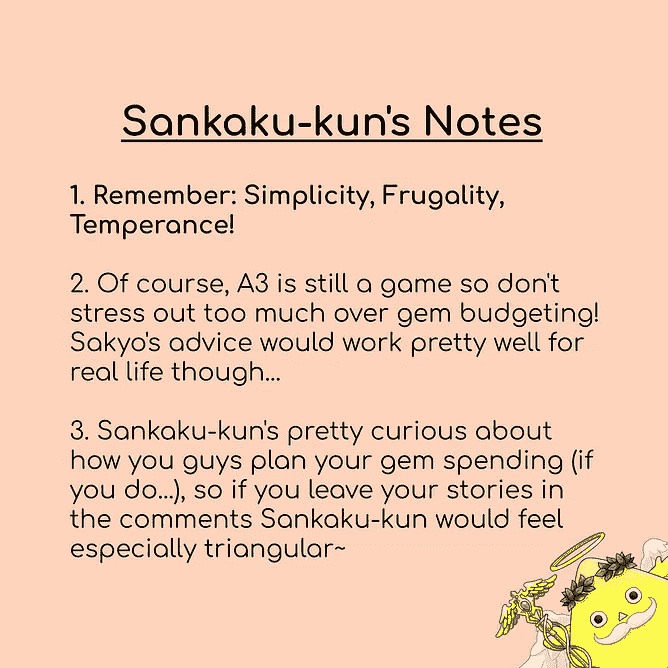 Sankaku-kun's Notes
1. Remember: Simplicity, Frugality,
Temperance!
2. Of course, A3 is still a game so don't
stress out too much over gem budgeting!
Sakyo's advice would work pretty well for
real life though...
3. Sankaku-kun's pretty curious about
how you guys plan your gem spending (if
you do...), so if you leave your stories in
the comments Sankaku-kun would feel
especially triangular~